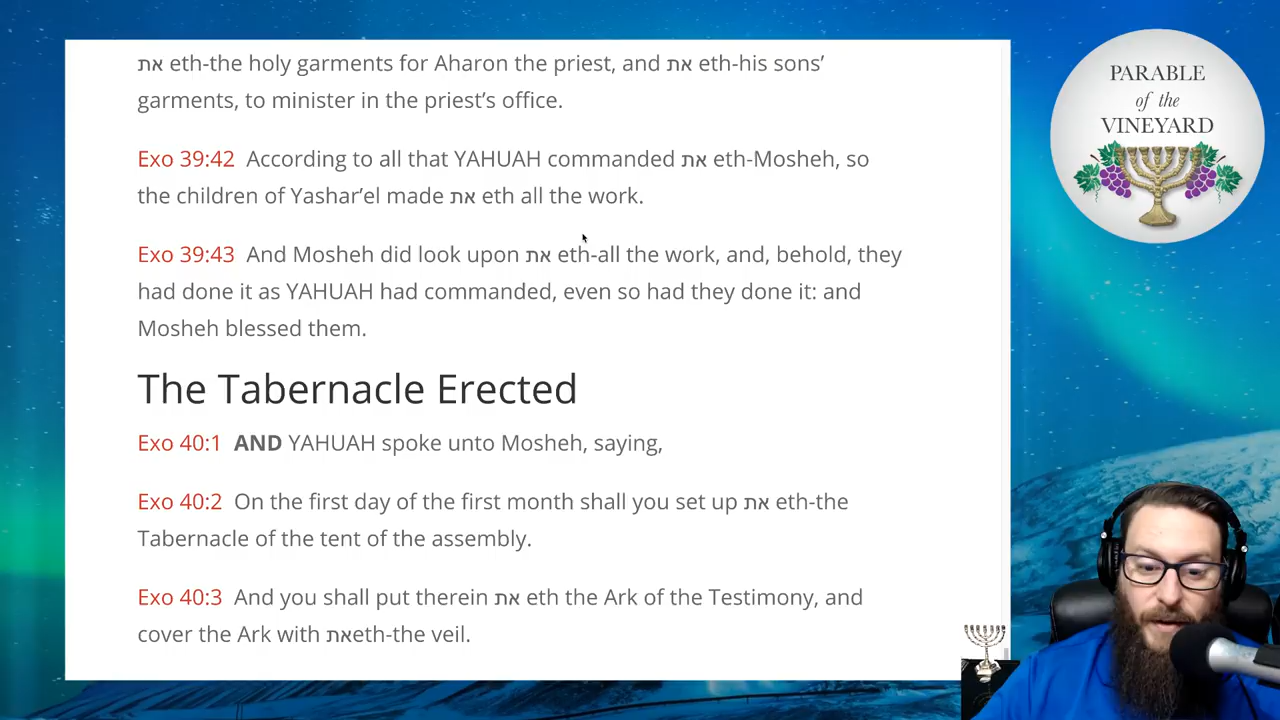 את eth-the holy garments for Aharon the priest, and את eth-his sons’
garments, to minister in the priest’s office.
Exo 39:42 According to all that YAHUAH commanded את eth-Mosheh, so
the children of Yashar’el made את eth all the work.
Exo 39:43 And Mosheh did look upon את eth-all the work, and, behold, they
had done it as YAHUAH had commanded, even so had they done it: and
Mosheh blessed them.
The Tabernacle Erected
Exo 40:1 AND YAHUAH spoke unto Mosheh, saying,
Exo 40:2 On the first day of the first month shall you set up את eth-the
Tabernacle of the tent of the assembly.
Exo 40:3 And you shall put therein את eth the Ark of the Testimony, and
cover the Ark with אתeth-the veil.
PARABLE
of the
VINEYARD